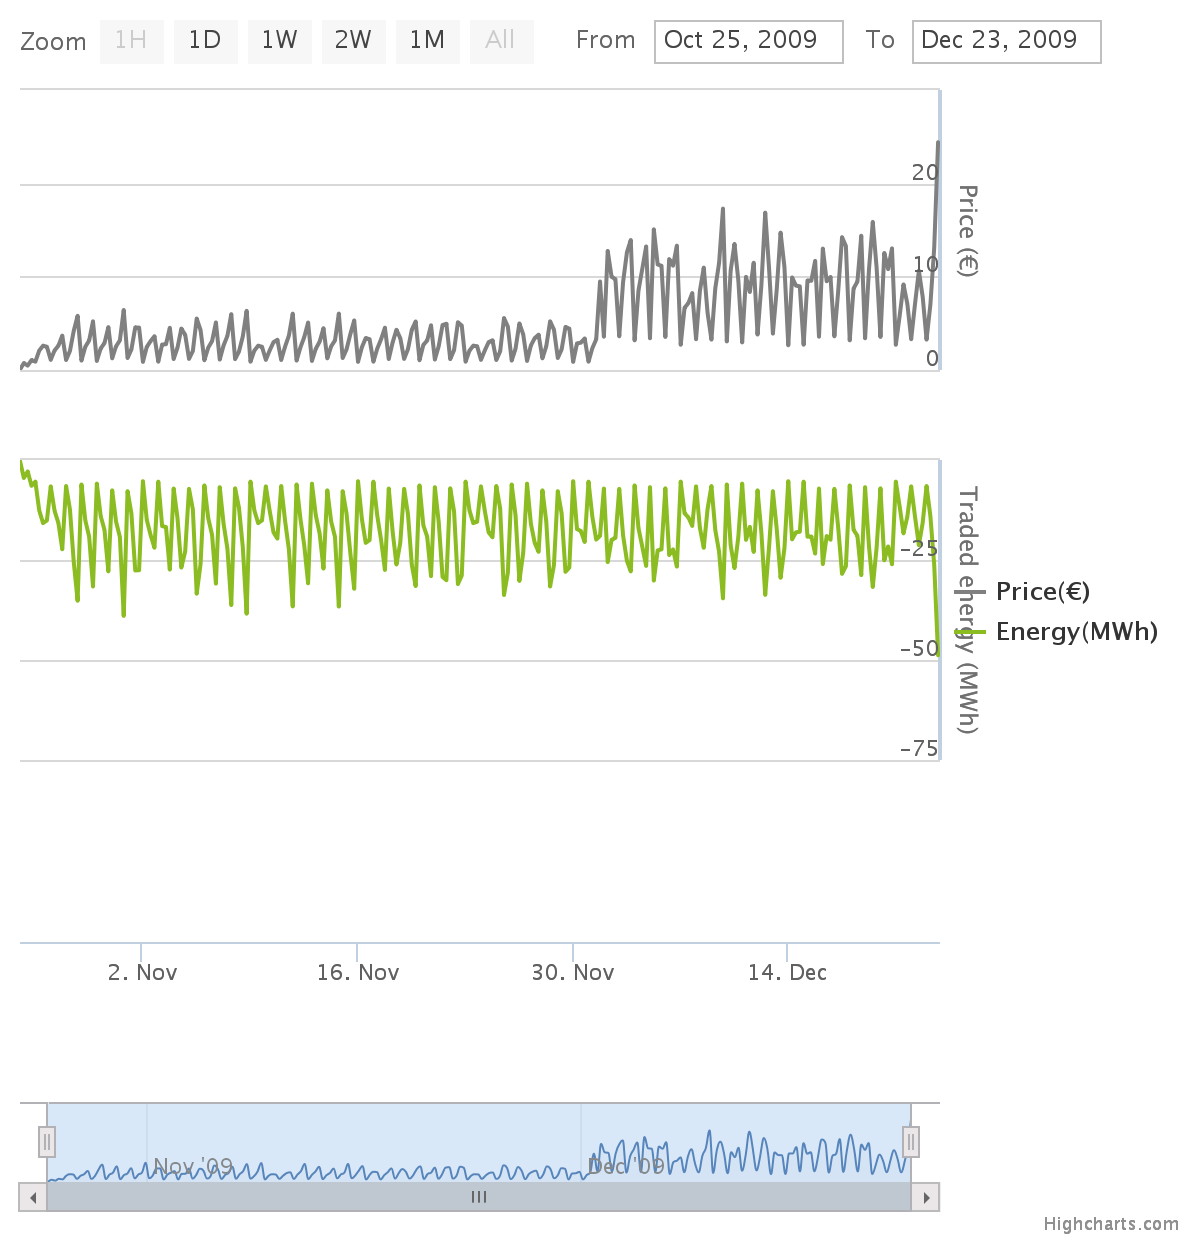 Zoom 1H 1D 1W 2W 1M All From Oct 25, 2009 To Dec 23, 2009
20
10
0
Price (€)
-25
-50
-75
Traded energy (MWh)
Price(€)
Energy(MWh)
2. Nov 16. Nov 30. Nov 14. Dec
Nov '09 Dec '09
Highcharts.com